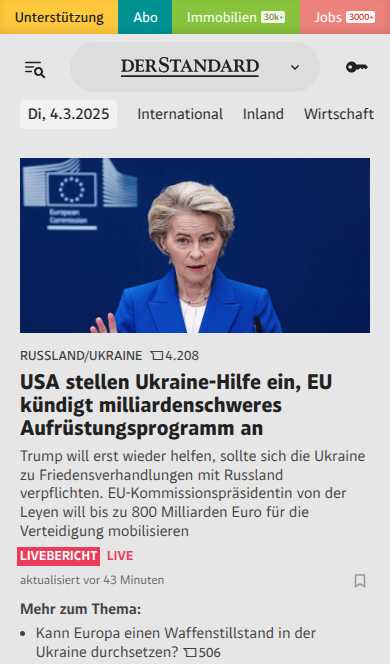 Unterstützung Abo Immobilien 30k+ Jobs 3000+
DERSTANDARD
Di, 4.3.2025 International Inland Wirtschaft
European
Commission
RUSSLAND/UKRAINE 4.208
USA stellen Ukraine-Hilfe ein, EU
kündigt milliardenschweres
Aufrüstungsprogramm an
Trump will erst wieder helfen, sollte sich die Ukraine
zu Friedensverhandlungen mit Russland
verpflichten. EU-Kommissionspräsidentin von der
Leyen will bis zu 800 Milliarden Euro für die
Verteidigung mobilisieren
LIVEBERICHT LIVE
aktualisiert vor 43 Minuten
Mehr zum Thema:
• Kann Europa einen Waffenstillstand in der
Ukraine durchsetzen? 506